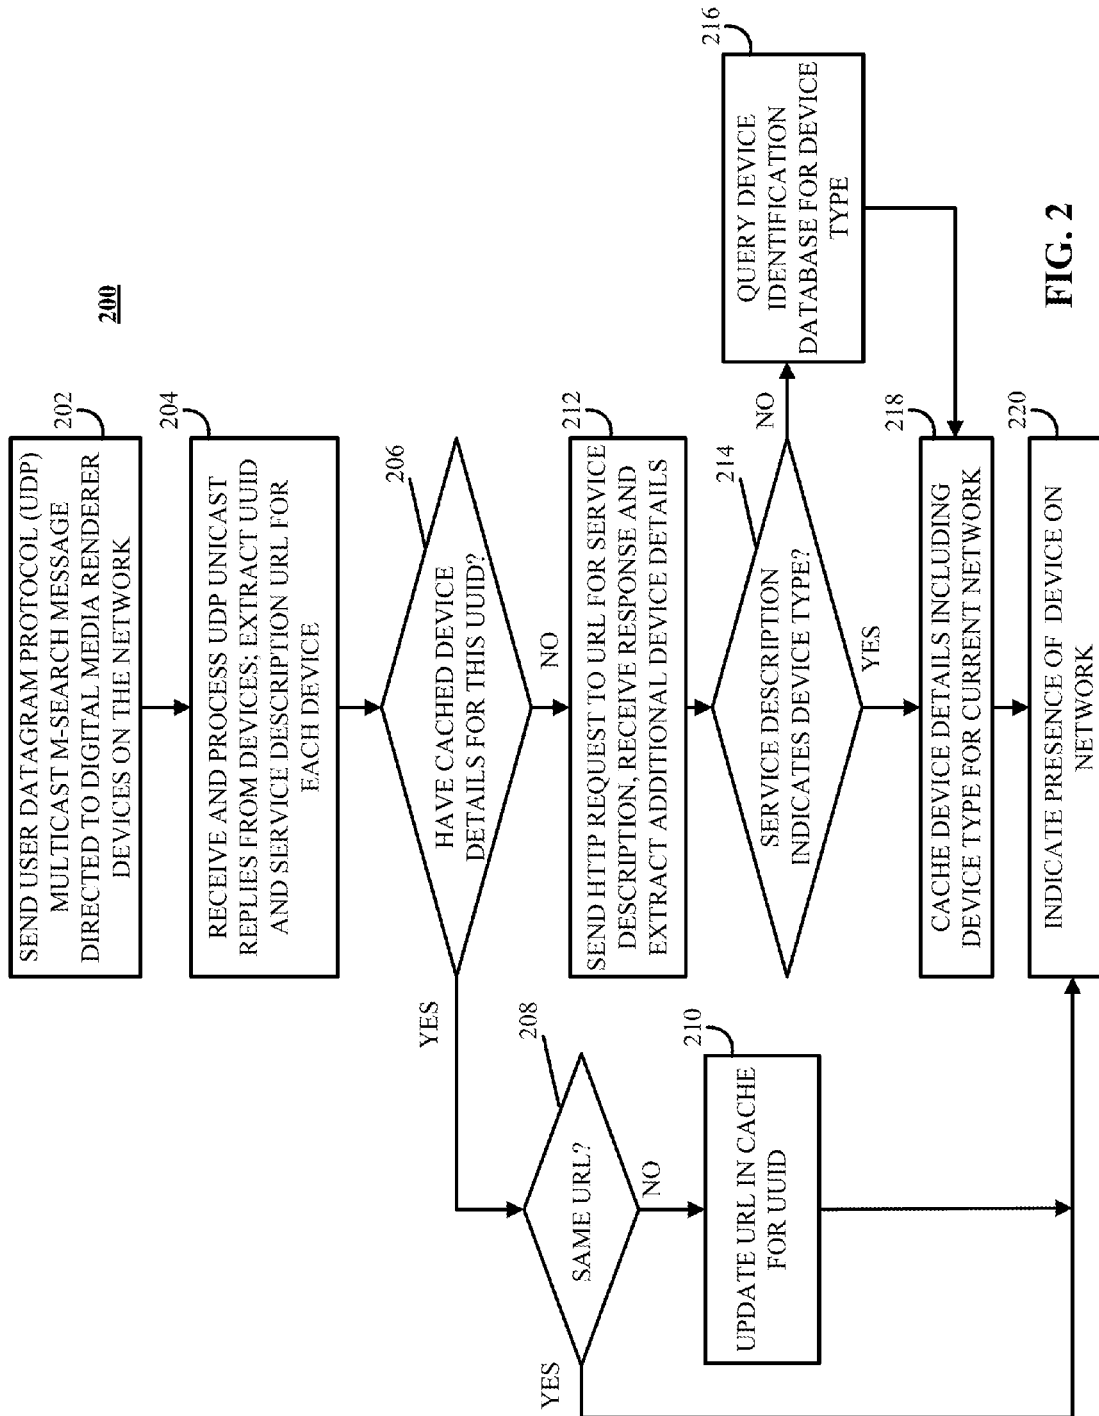 200
SEND USER DATAGRAM PROTOCOL (UDP)
MULTICAST M-SEARCH MESSAGE
DIRECTED TO DIGITAL MEDIA RENDERER
DEVICES ON THE NETWORK
202
RECEIVE AND PROCESS UDP UNICAST
REPLIES FROM DEVICES; EXTRACT UUID
AND SERVICE DESCRIPTION URL FOR
EACH DEVICE
204
HAVE CACHED DEVICE
DETAILS FOR THIS UUID?
206
YES
NO
SAME URL?
208
YES
NO
UPDATE URL IN CACHE
FOR UUID
210
SEND HTTP REQUEST TO URL FOR SERVICE
DESCRIPTION, RECEIVE RESPONSE AND
EXTRACT ADDITIONAL DEVICE DETAILS
212
SERVICE DESCRIPTION
INDICATES DEVICE TYPE?
214
NO
YES
QUERY DEVICE
IDENTIFICATION
DATABASE FOR DEVICE
TYPE
216
CACHE DEVICE DETAILS INCLUDING
DEVICE TYPE FOR CURRENT NETWORK
218
INDICATE PRESENCE OF DEVICE ON
NETWORK
220
FIG. 2